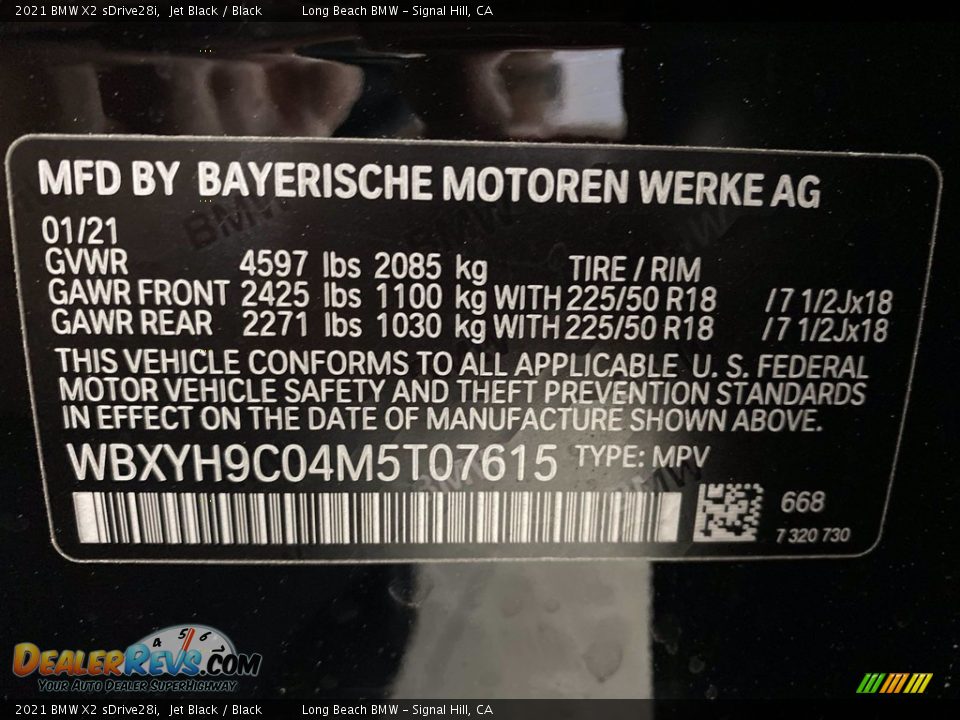 2021 BMW X2 sDrive28i, Jet Black / Black Long Beach BMW - Signal Hill, CA
MFD BY BAYERISCHE MOTOREN WERKE AG
01/21
GVWR 4597 lbs 2085 kg TIRE / RIM
GAWR FRONT 2425 lbs 1100 kg WITH 225/50 R18 /7 1/2Jx18
GAWR REAR 2271 lbs 1030 kg WITH 225/50 R18 /7 1/2Jx18
THIS VEHICLE CONFORMS TO ALL APPLICABLE U. S. FEDERAL
MOTOR VEHICLE SAFETY AND THEFT PREVENTION STANDARDS
IN EFFECT ON THE DATE OF MANUFACTURE SHOWN ABOVE.
WBXYH9C04M5T07615 TYPE: MPV
668
7 320 730
4 5 6
DEALERREVS.COM
YOUR AUTO DEALER SUPERHIGHWAY
2021 BMW X2 sDrive28i, Jet Black / Black Long Beach BMW - Signal Hill, CA